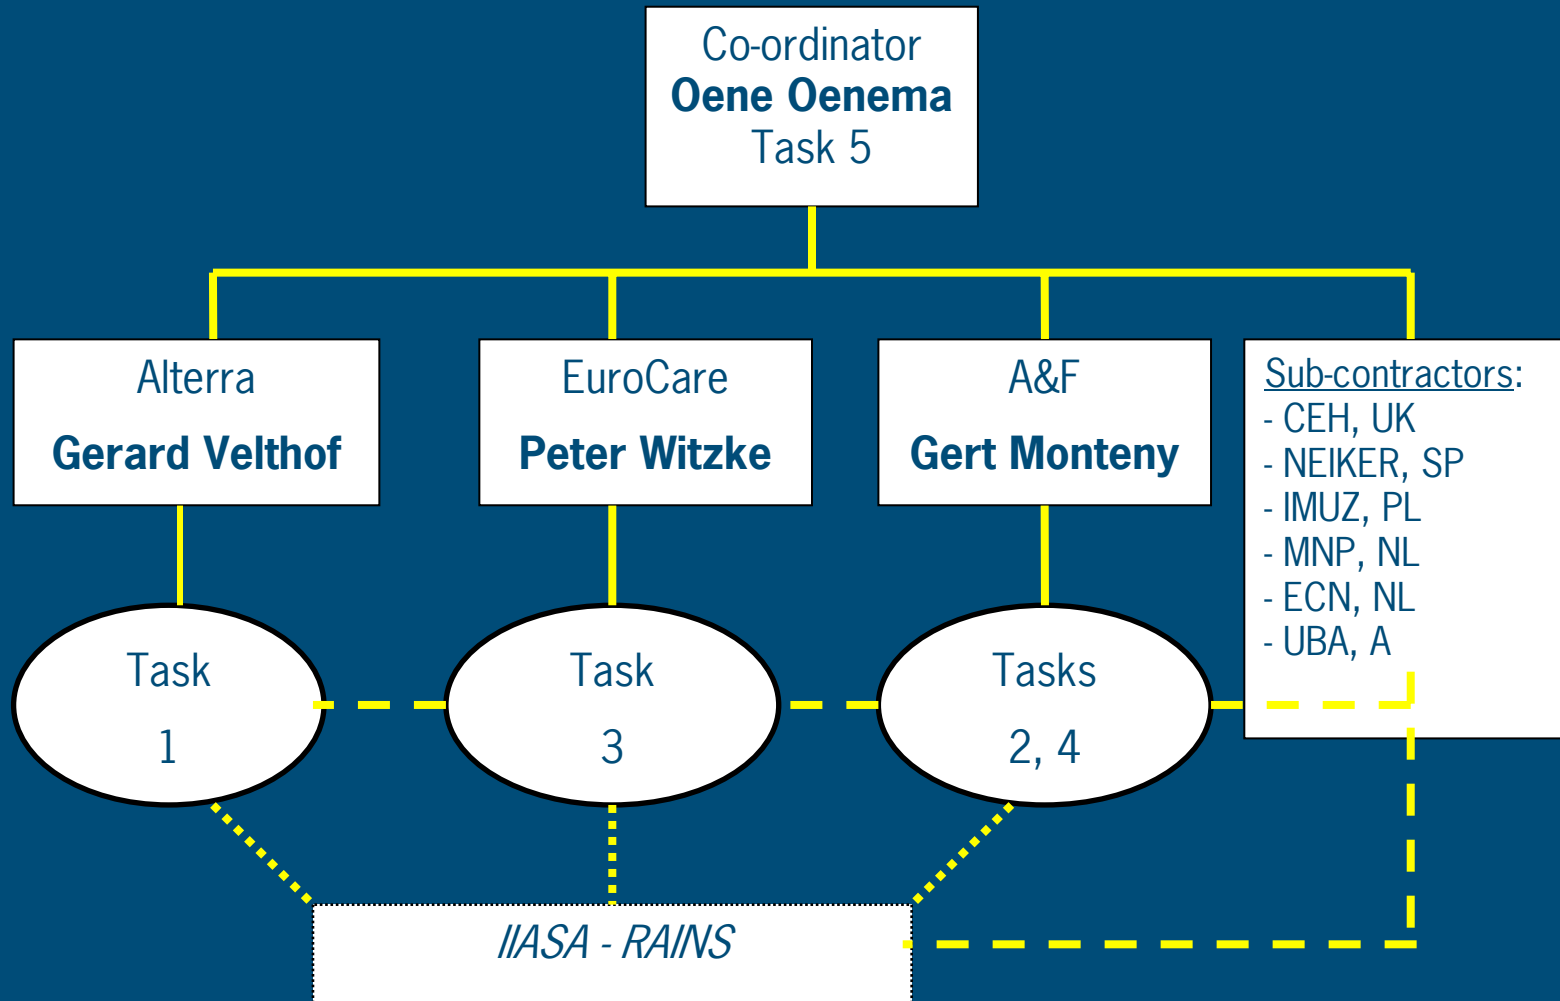 Co-ordinator
Oene Oenema
Task 5
Alterra
Gerard Velthof
EuroCare
Peter Witzke
A&F
Gert Monteny
Sub-contractors:
- CEH, UK
- NEIKER, SP
- IMUZ, PL
- MNP, NL
- ECN, NL
- UBA, A
Task
1
Task
3
Tasks
2, 4
IIASA - RAINS